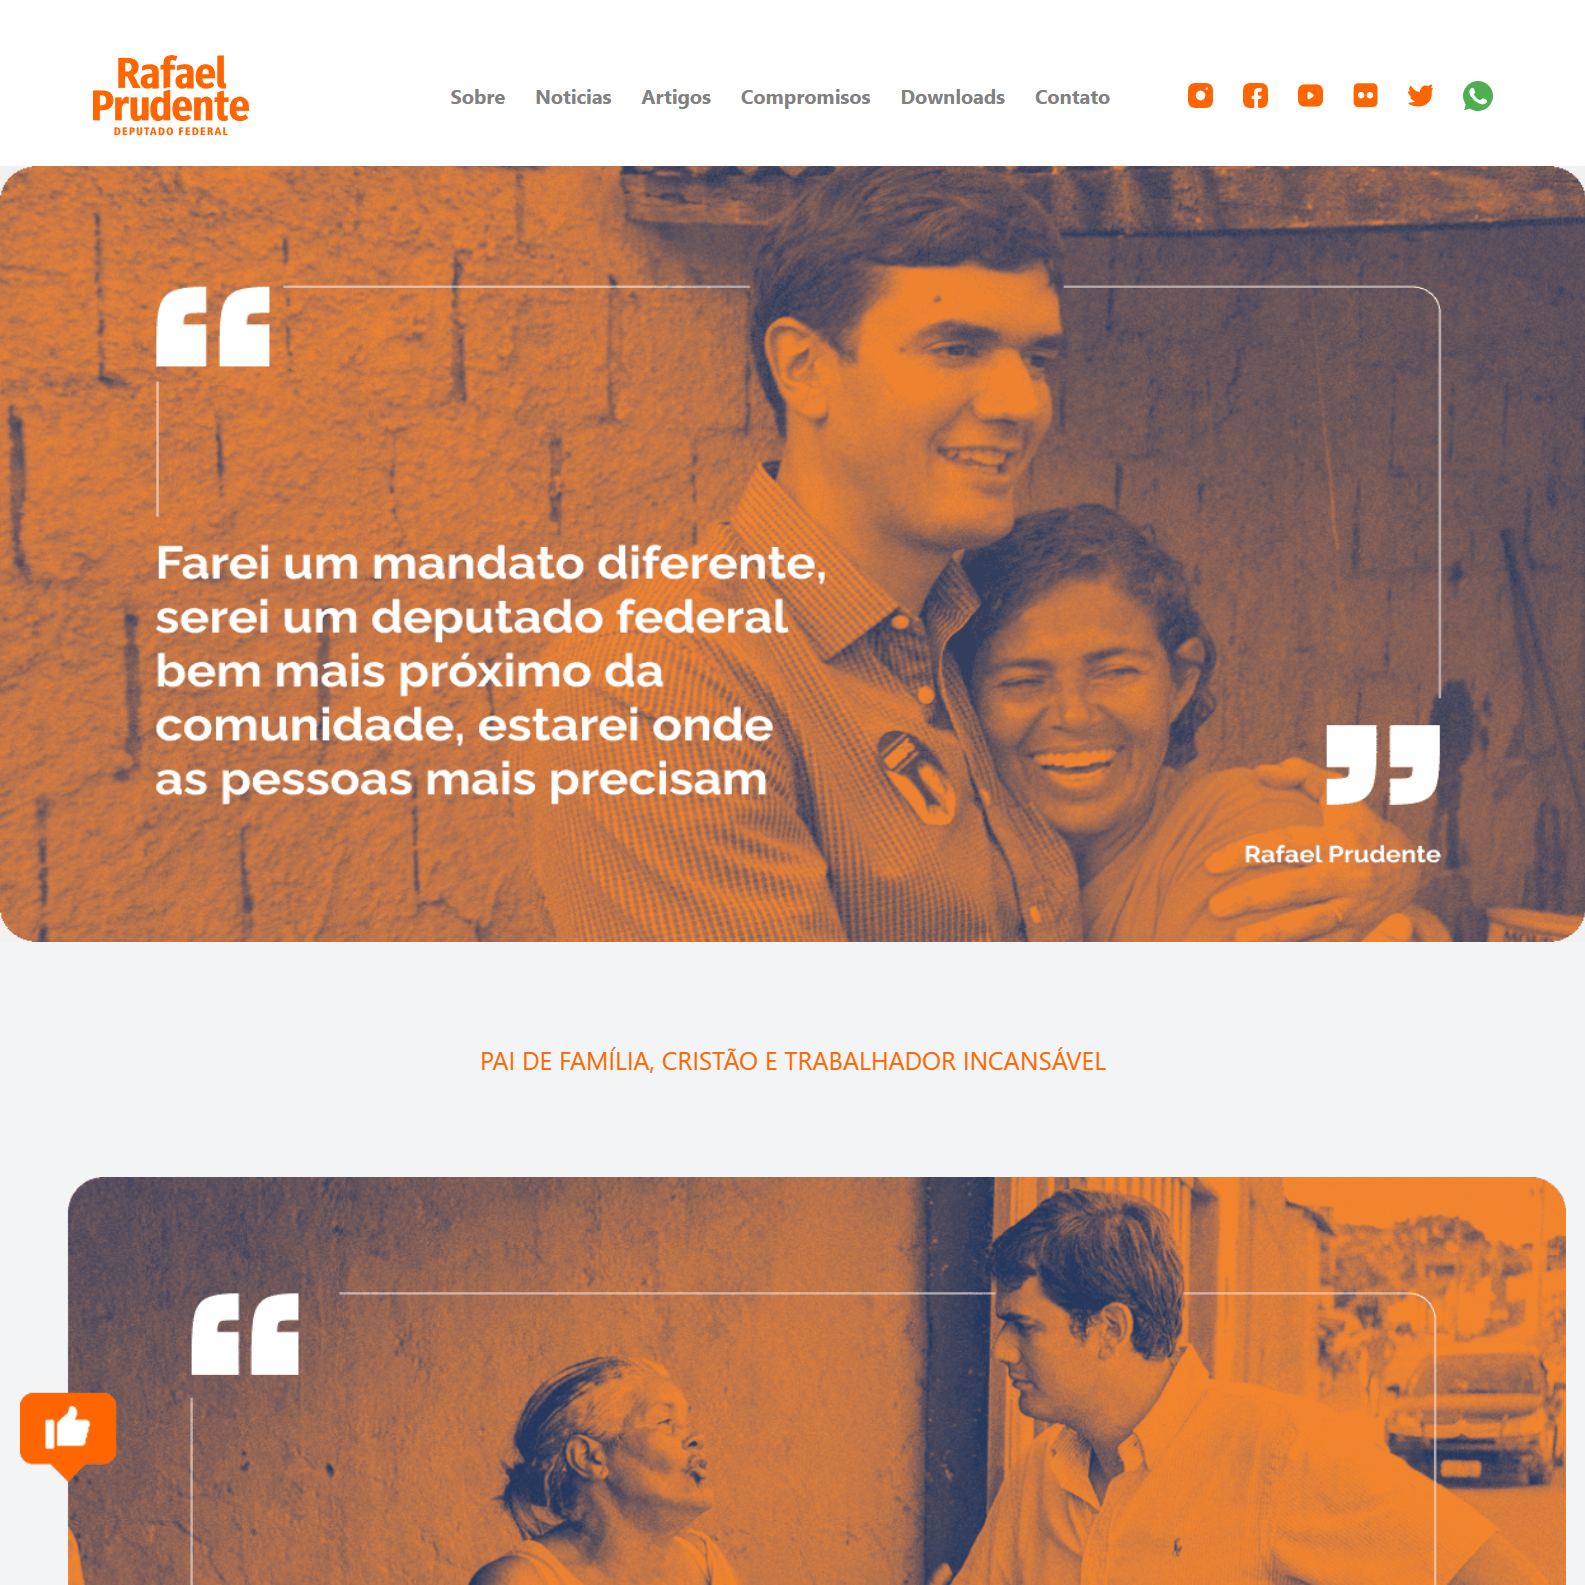 Rafael
Prudente
DEPUTADO FEDERAL
Sobre Noticias Artigos Compromisos Downloads Contato
Farei um mandato diferente,
serei um deputado federal
bem mais próximo da
comunidade, estarei onde
as pessoas mais precisam
Rafael Prudente
PAI DE FAMÍLIA, CRISTÃO E TRABALHADOR INCANSÁVEL